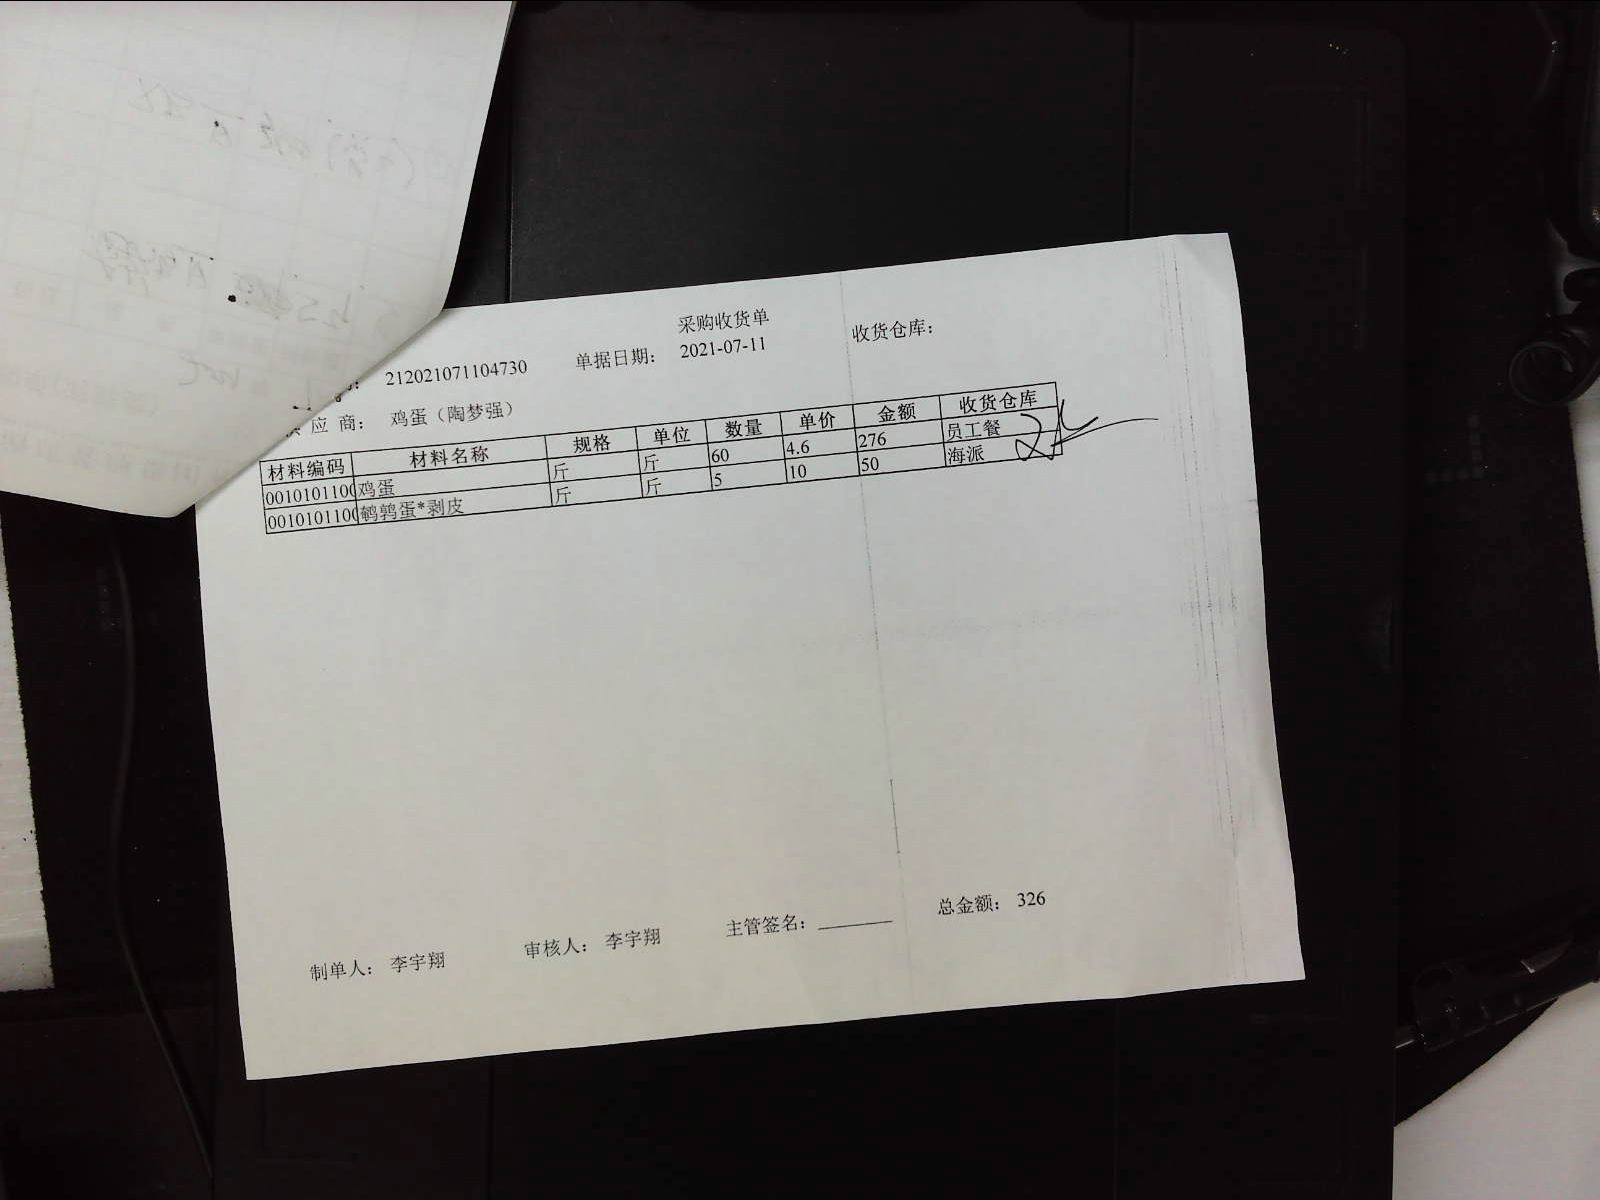 采购收货单
212021071104730 单据日期： 2021-07-11 收货仓库：
应 商： 鸡蛋（陶梦强）
材料编码 材料名称 规格 单位 数量 单价 金额 收货仓库
0010101100 鸡蛋 斤 斤 60 4.6 276 员工餐
0010101100 鹌鹑蛋*剥皮 斤 斤 5 10 50 海派
制单人： 李宇翔 审核人： 李宇翔 主管签名： 总金额： 326